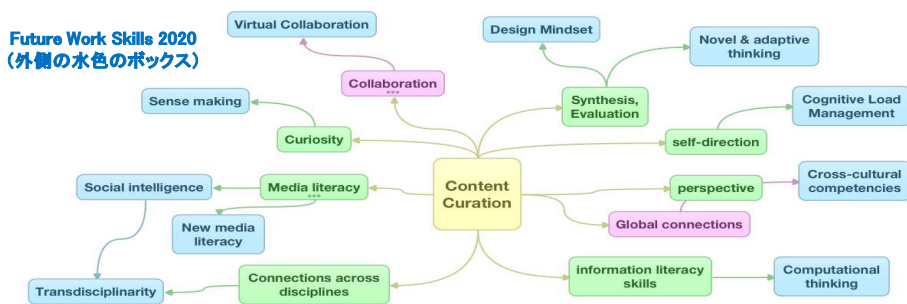 Future Work Skills 2020
（外側の水色のボックス）
Virtual Collaboration
Design Mindset
Novel & adaptive
thinking
Collaboration
Sense making
Synthesis,
Evaluation
Cognitive Load
Management
Curiosity
self-direction
Social intelligence
Media literacy
Content
Curation
perspective
Cross-cultural
competencies
New media
literacy
Global connections
Transdisciplinarity
Connections across
disciplines
information literacy
skills
Computational
thinking